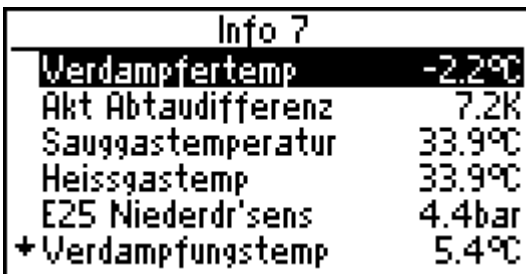 Info 7
Verdampfertemp -2.2°C
Akt Abtaudifferenz 7.2K
Sauggastemperatur 33.9°C
Heissgastemp 33.9°C
E25 Niederdr'sens 4.4bar
Verdampfungstemp 5.4°C